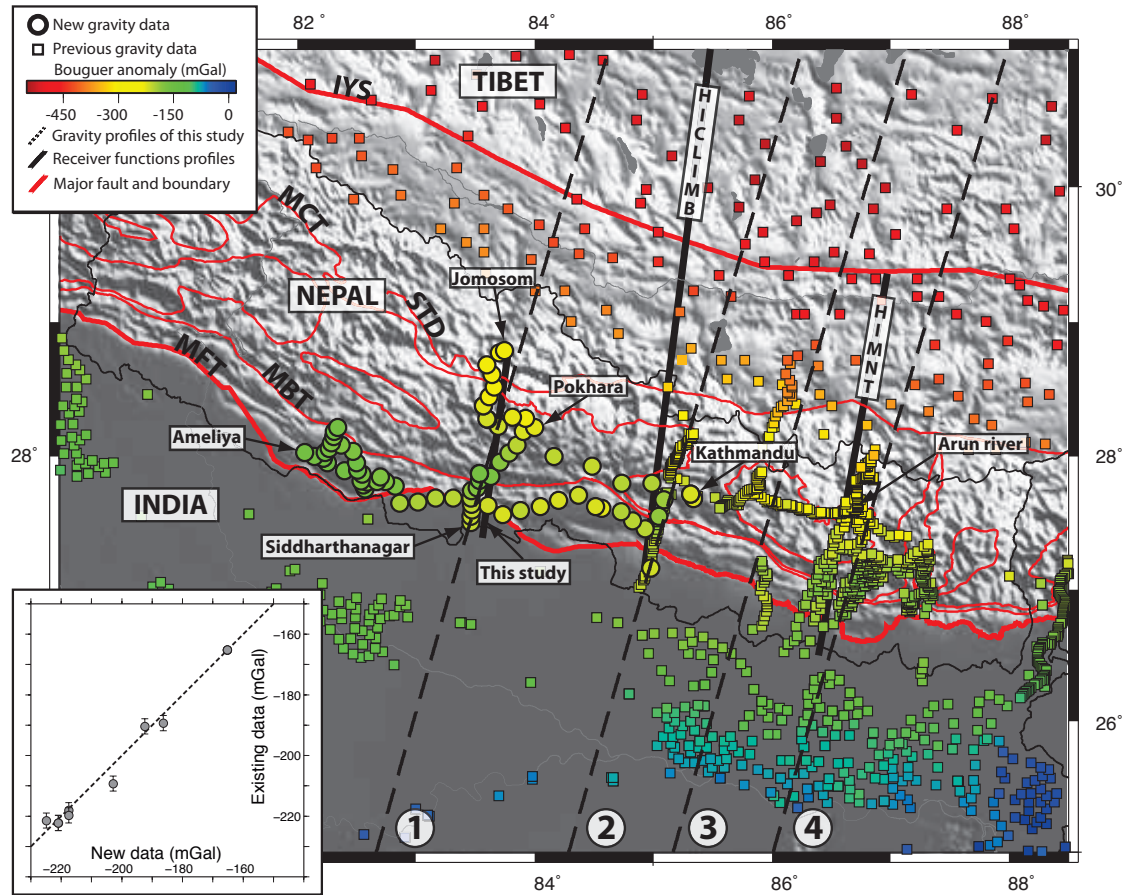 New gravity data
Previous gravity data
Bouguer anomaly (mGal)
-450 -300 -150 0
Gravity profiles of this study
Receiver functions profiles
Major fault and boundary
82° 84° 86° 88°
TIBET
IYS
HICLIMB
30° 30°
MCT
Jomosom
NEPAL
STD
HIMNT
MFT
MBT
Pokhara
Ameliya
Kathmandu
Arun river
28° 28°
INDIA
Siddharthanagar
This study
26°
1 2 3 4
84° 86° 88°
−160
−180
−200
−220
Existing data (mGal)
−220 −200 −180 −160
New data (mGal)